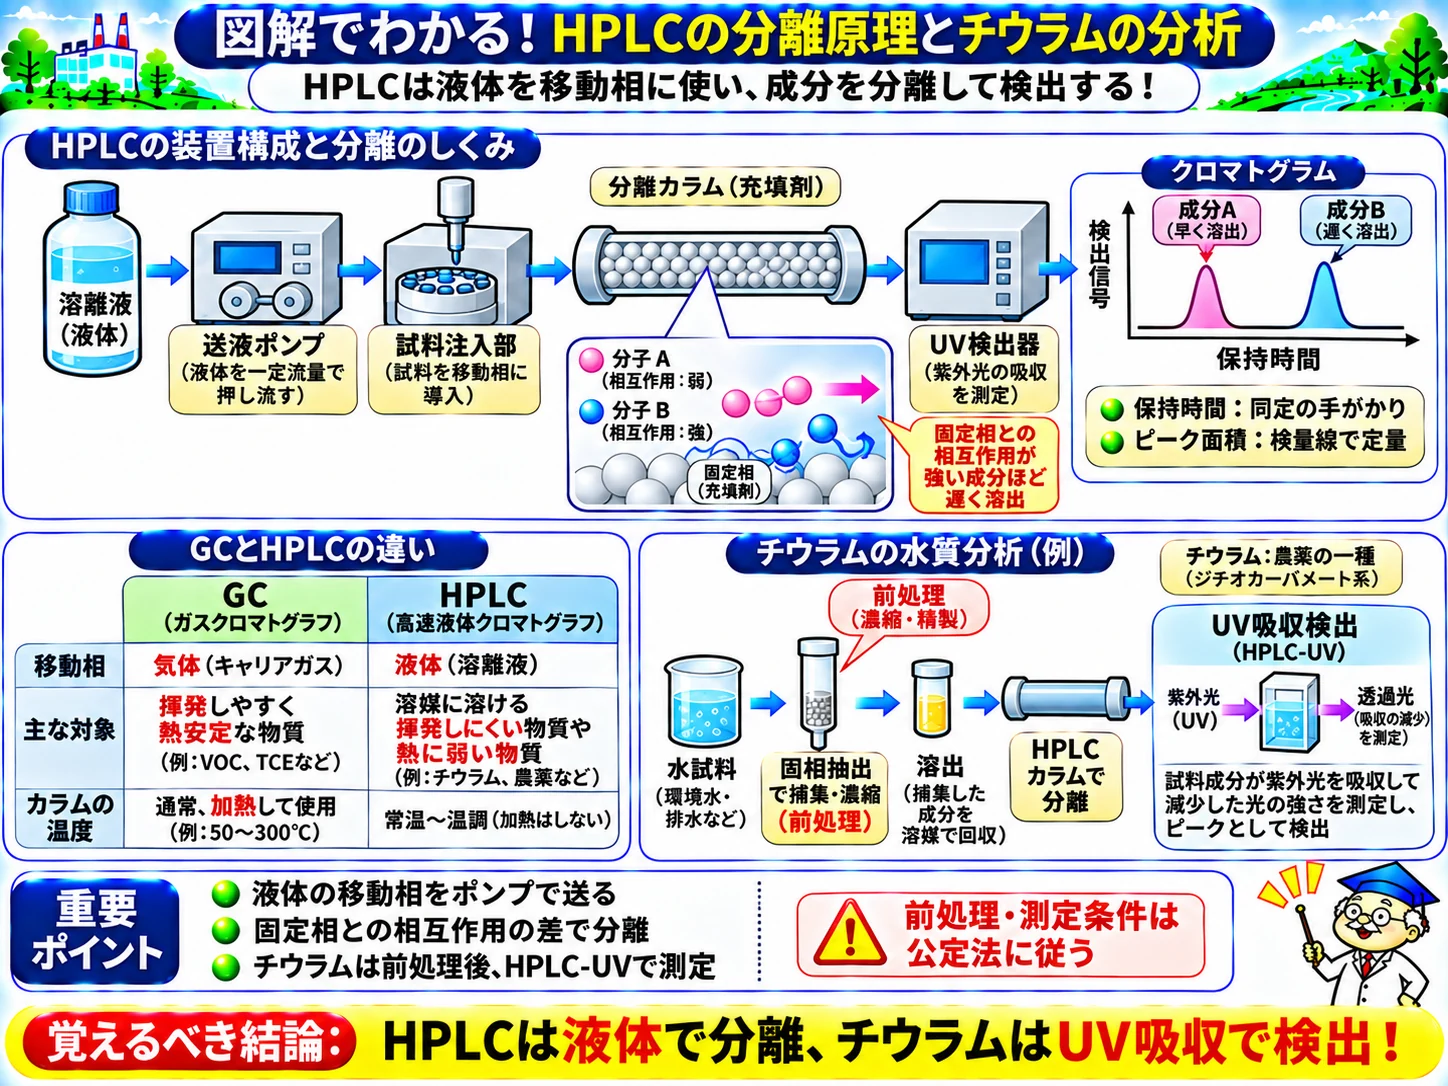 図解でわかる！HPLCの分離原理とチウラムの分析
HPLCは液体を移動相に使い、成分を分離して検出する！
HPLCの装置構成と分離のしくみ
溶離液
（液体）
送液ポンプ
（液体を一定流量で
押し流す）
試料注入部
（試料を移動相に
導入）
分離カラム（充填剤）
分子 A
（相互作用：弱）
分子 B
（相互作用：強）
固定相
（充填剤）
UV検出器
（紫外光の吸収
を測定）
固定相との
相互作用が
強い成分ほど
遅く溶出
クロマトグラム
検出信号
成分A
（早く溶出）
成分B
（遅く溶出）
保持時間
保持時間：同定の手がかり
ピーク面積：検量線で定量
GCとHPLCの違い
GC
（ガスクロマトグラフ）
HPLC
（高速液体クロマトグラフ）
移動相
気体（キャリアガス）
液体（溶離液）
主な対象
揮発しやすく
熱安定な物質
（例：VOC、TCEなど）
溶媒に溶ける
揮発しにくい物質や
熱に弱い物質
（例：チウラム、農薬など）
カラムの
温度
通常、加熱して使用
（例：50～300℃）
常温～温調（加熱はしない）
チウラムの水質分析（例）
チウラム：農薬の一種
（ジチオカーバメート系）
前処理
（濃縮・精製）
水試料
（環境水・
排水など）
固相抽出
で捕集・濃縮
（前処理）
溶出
（捕集した
成分を
溶媒で回収）
HPLC
カラムで
分離
UV吸収検出
（HPLC-UV）
紫外光
（UV）
透過光
（吸収の減少
を測定）
試料成分が紫外光を吸収して
減少した光の強さを測定し、
ピークとして検出
重要
ポイント
液体の移動相をポンプで送る
固定相との相互作用の差で分離
チウラムは前処理後、HPLC-UVで測定
前処理・測定条件は
公定法に従う
覚えるべき結論：
HPLCは液体で分離、チウラムはUV吸収で検出！